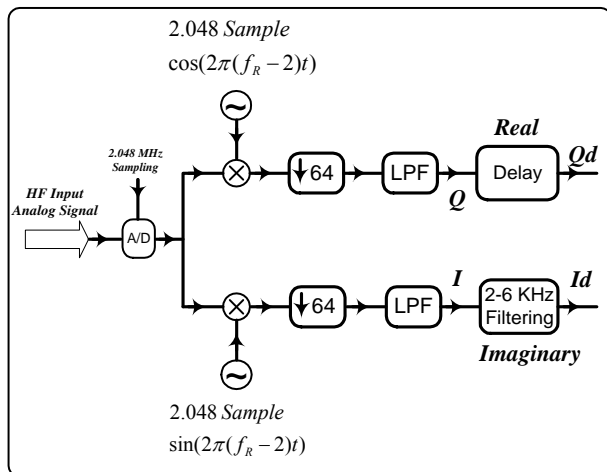 2.048 Sample
cos(2π(f_R − 2)t)
~
2.048 MHz
Sampling
HF Input
Analog Signal
A/D
↓64
LPF
Q
Real
Delay
Qd
↓64
LPF
I
2-6 KHz
Filtering
Id
Imaginary
~
2.048 Sample
sin(2π(f_R − 2)t)